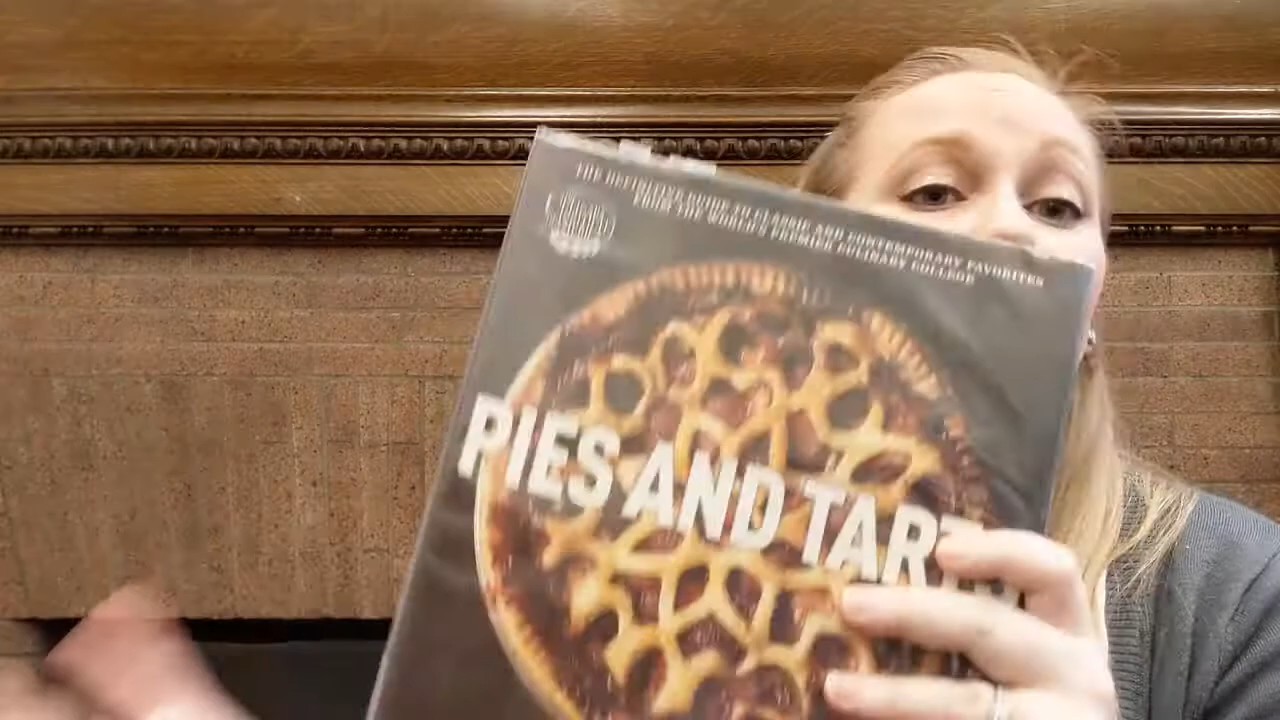 THE DEFINITIVE GUIDE TO CLASSIC AND CONTEMPORARY FAVORITES
FROM THE WORLD'S PREMIER CULINARY COLLEGE
PIES AND TART